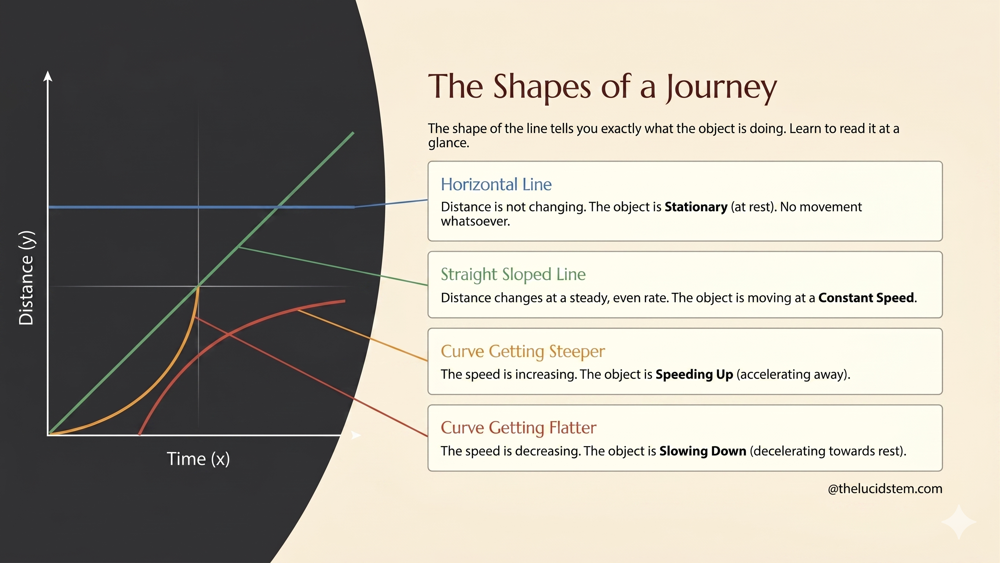 The Shapes of a Journey
The shape of the line tells you exactly what the object is doing. Learn to read it at a
glance.
Horizontal Line
Distance is not changing. The object is Stationary (at rest). No movement
whatsoever.
Straight Sloped Line
Distance changes at a steady, even rate. The object is moving at a Constant Speed.
Curve Getting Steeper
The speed is increasing. The object is Speeding Up (accelerating away).
Curve Getting Flatter
The speed is decreasing. The object is Slowing Down (decelerating towards rest).
@thelucidstem.com
Distance (y)
Time (x)